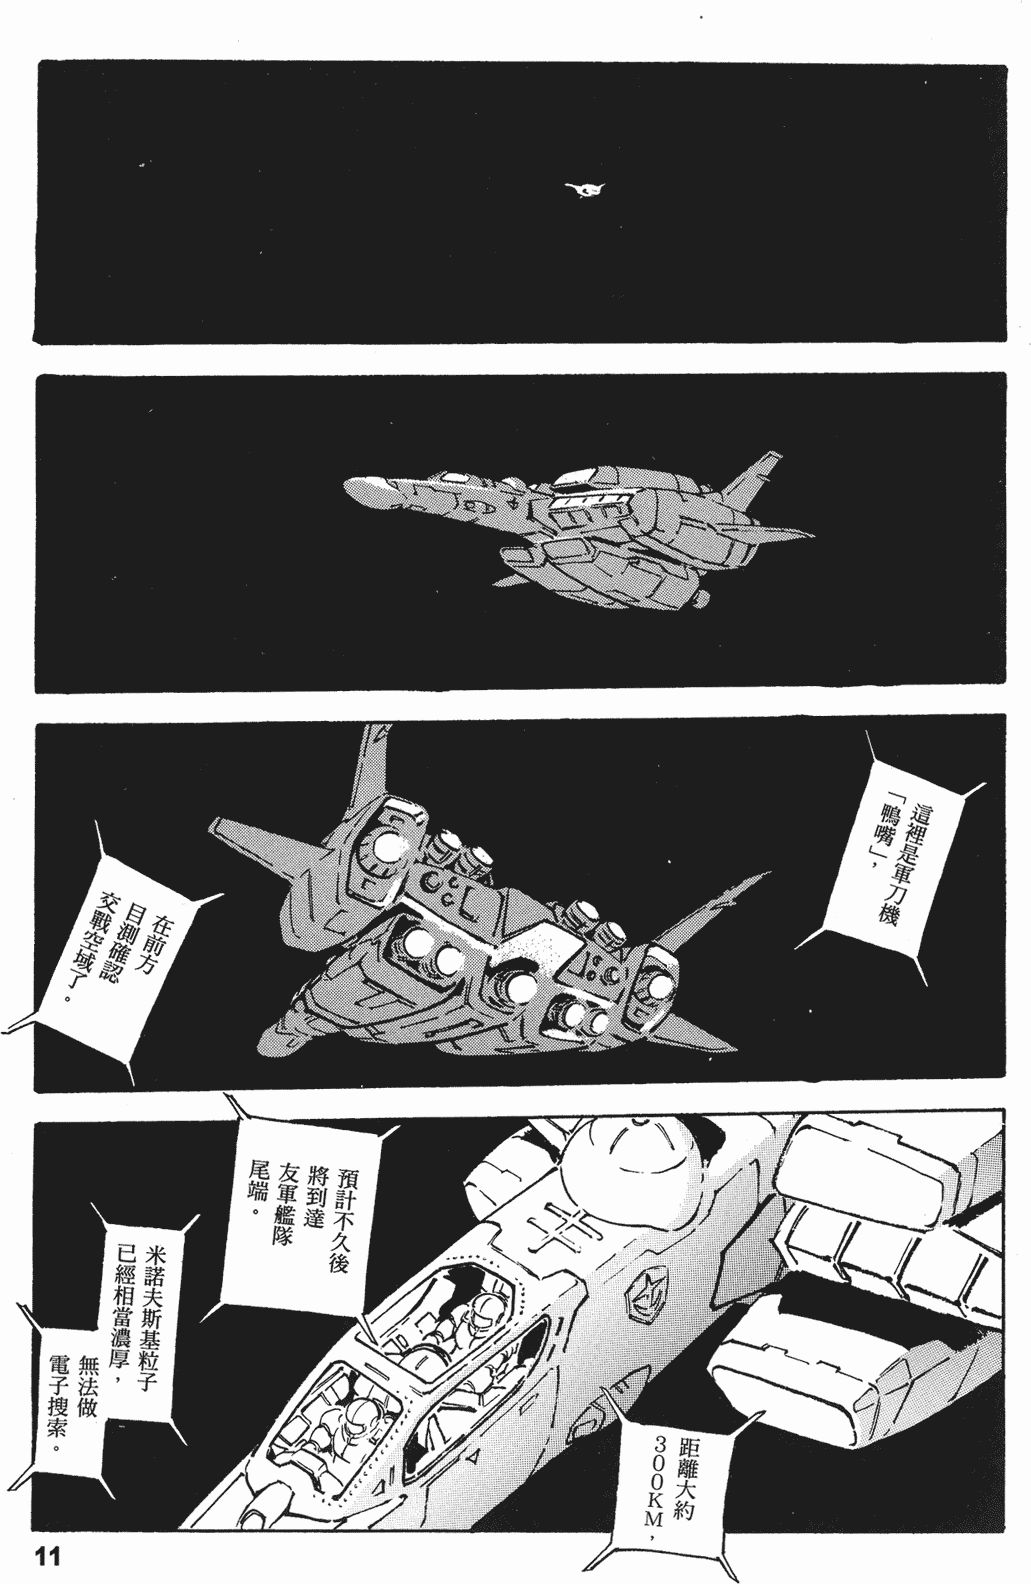 這裡是軍刀機
「鴨嘴」，
在前方
目測確認
交戰空域了。
距離大約
300KM，
預計不久後
將到達
友軍艦隊
尾端。
米諾夫斯基粒子
已經相當濃厚，
無法做
電子搜索。
11